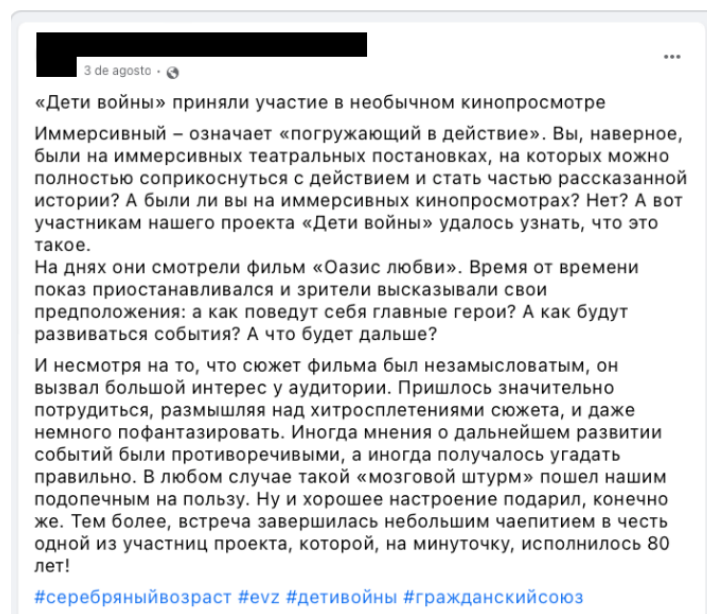 3 de agosto ·
«Дети войны» приняли участие в необычном кинопросмотре
Иммерсивный – означает «погружающий в действие». Вы, наверное,
были на иммерсивных театральных постановках, на которых можно
полностью соприкоснуться с действием и стать частью рассказанной
истории? А были ли вы на иммерсивных кинопросмотрах? Нет? А вот
участникам нашего проекта «Дети войны» удалось узнать, что это
такое.
На днях они смотрели фильм «Оазис любви». Время от времени
показ приостанавливался и зрители высказывали свои
предположения: а как поведут себя главные герои? А как будут
развиваться события? А что будет дальше?
И несмотря на то, что сюжет фильма был незамысловатым, он
вызвал большой интерес у аудитории. Пришлось значительно
потрудиться, размышляя над хитросплетениями сюжета, и даже
немного пофантазировать. Иногда мнения о дальнейшем развитии
событий были противоречивыми, а иногда получалось угадать
правильно. В любом случае такой «мозговой штурм» пошел нашим
подопечным на пользу. Ну и хорошее настроение подарил, конечно
же. Тем более, встреча завершилась небольшим чаепитием в честь
одной из участниц проекта, которой, на минуточку, исполнилось 80
лет!
#серебряныйвозраст #evz #детивойны #гражданскийсоюз